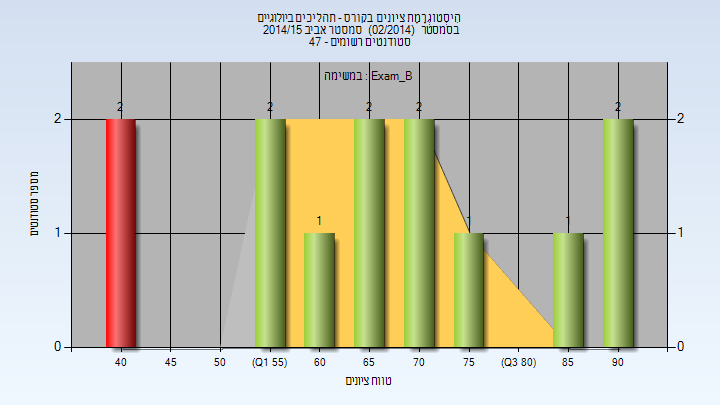 היסטוגרמת ציונים בקורס - תהליכים ביולוגיים
בסמסטר (02/2014) סמסטר אביב 2014/15
סטודנטים רשומים - 47
במשימה : Exam_B
2 2 2 2 2
1 1 1
2 2
1 1
0 0
מספר סטודנטים
40 45 50 (Q1 55) 60 65 70 75 (Q3 80) 85 90
טווח ציונים